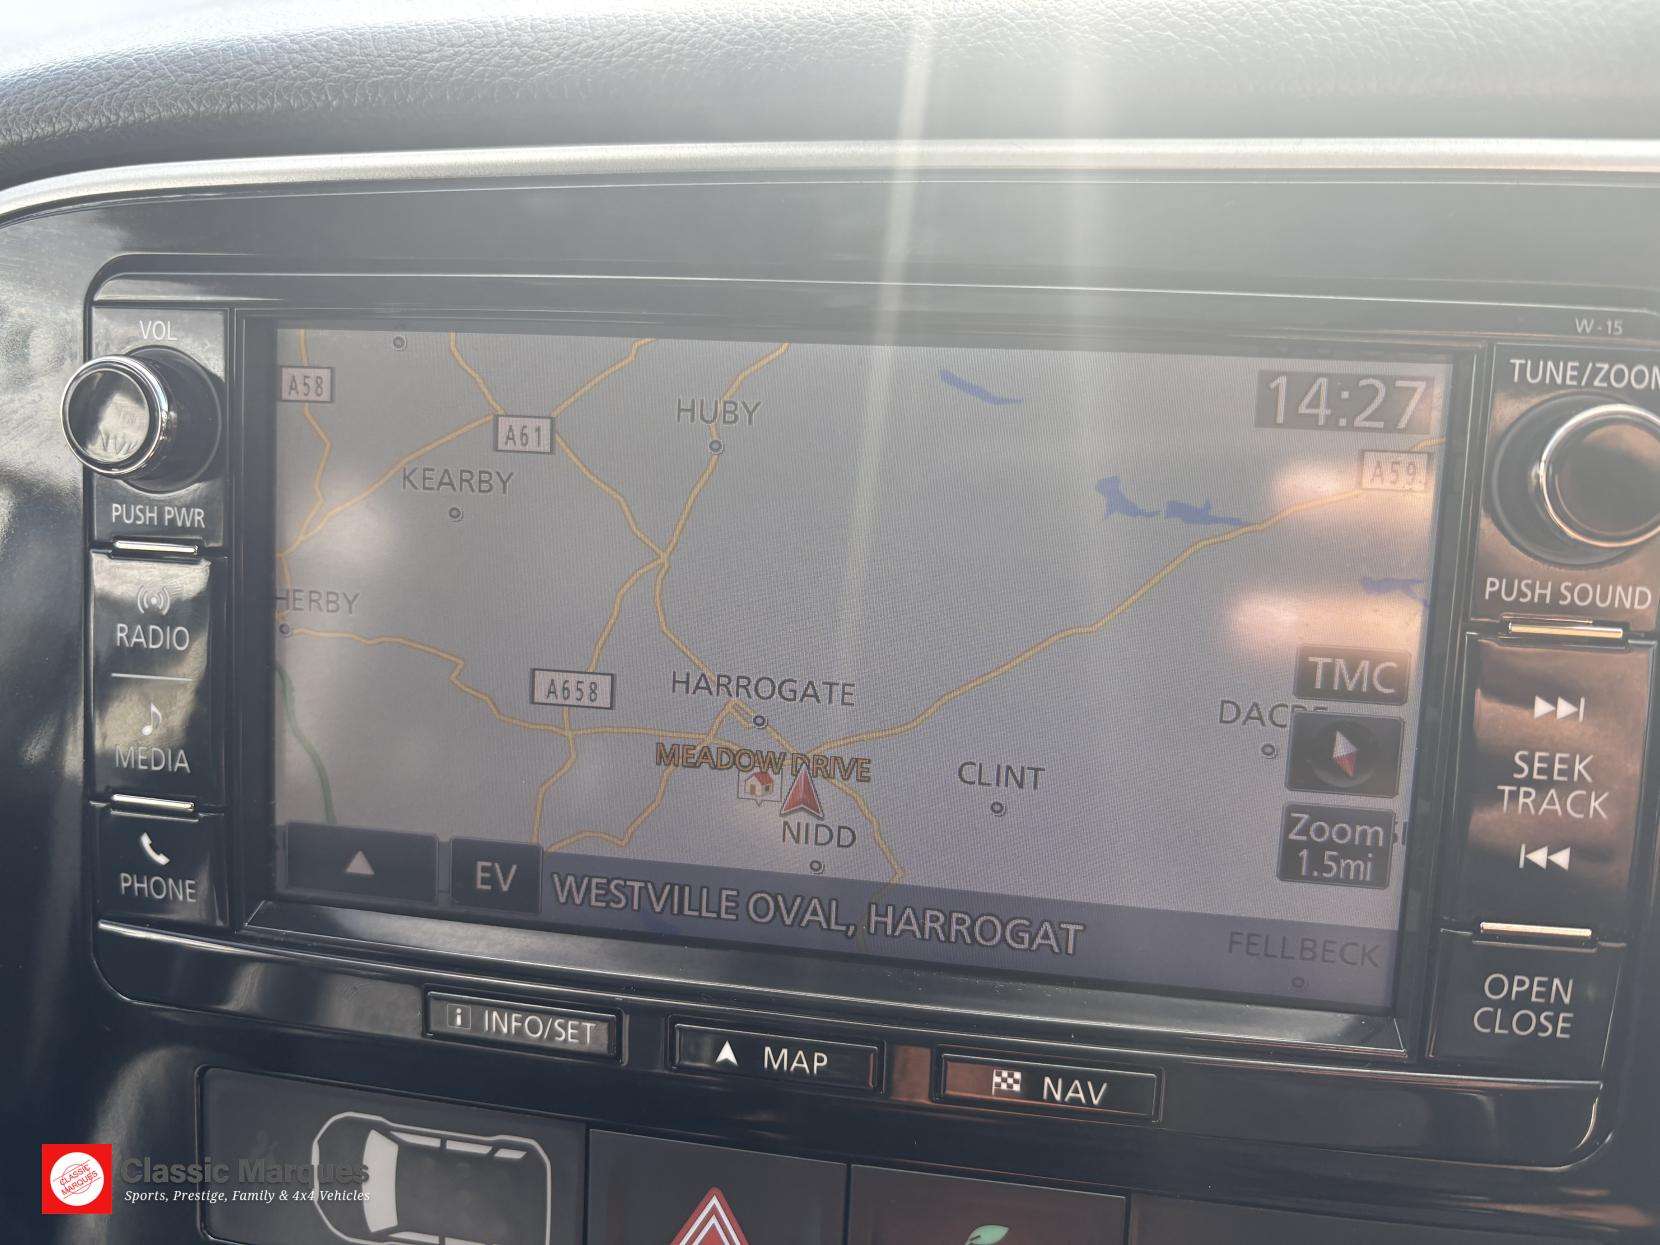 W-15
VOL
TUNE/ZOOM
A58
14:27
HUBY
A61
A59
KEARBY
PUSH PWR
PUSH SOUND
HERBY
RADIO
TMC
A658
HARROGATE
MEDIA
MEADOW DRIVE
CLINT
SEEK
TRACK
NIDD
Zoom
1.5mi
PHONE
EV
WESTVILLE OVAL, HARROGAT
FELLBECK
OPEN
CLOSE
i INFO/SET
MAP
NAV
CLASSIC
MARQUES
Classic Marques
Sports, Prestige, Family & 4x4 Vehicles